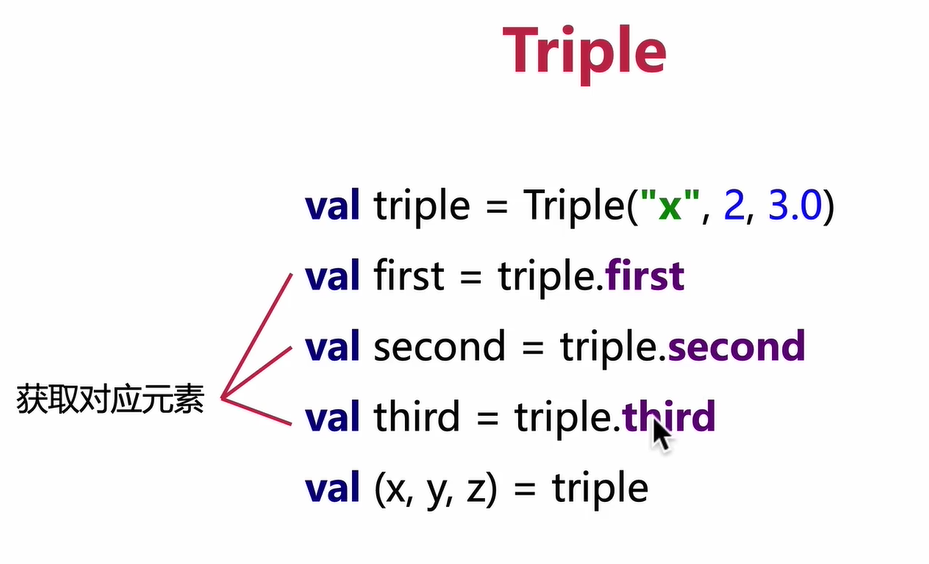 Triple
val triple = Triple("x", 2, 3.0)
val first = triple.first
val second = triple.second
获取对应元素
val third = triple.third
val (x, y, z) = triple